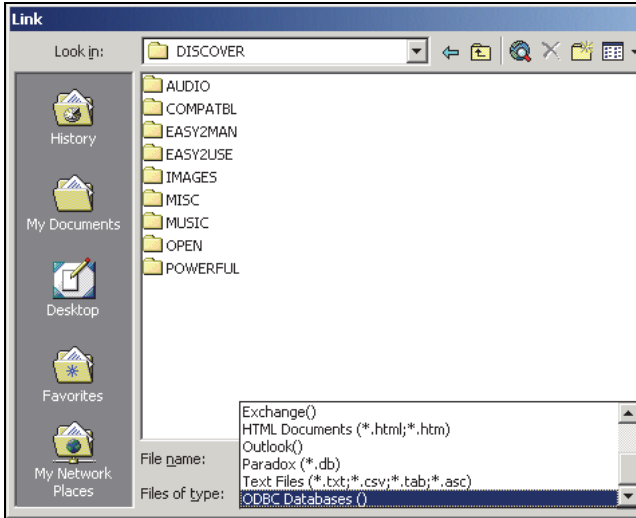 Link
Look in:
DISCOVER
History
My Documents
Desktop
Favorites
My Network
Places
AUDIO
COMPATBL
EASY2MAN
EASY2USE
IMAGES
MISC
MUSIC
OPEN
POWERFUL
File name:
Files of type:
Exchange()
HTML Documents (*.html;*.htm)
Outlook()
Paradox (*.db)
Text Files (*.txt;*.csv;*.tab;*.asc)
ODBC Databases ()